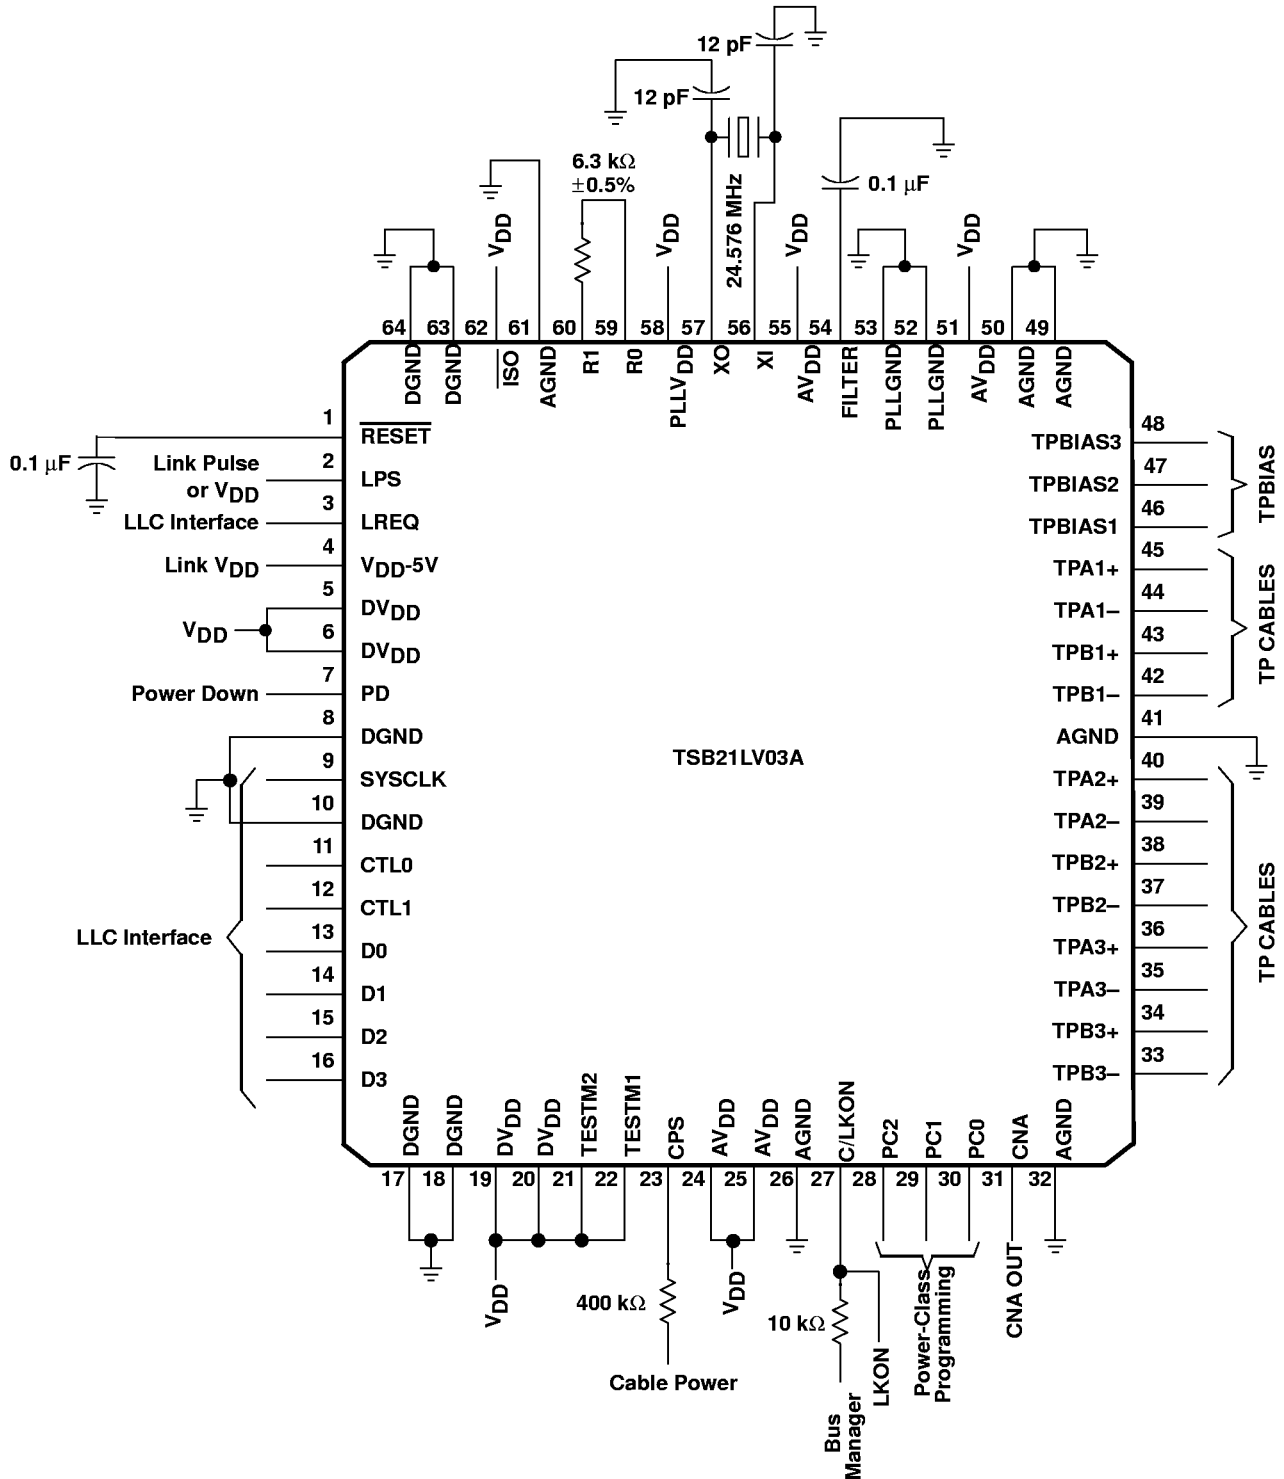 12 pF
12 pF
6.3 kΩ
±0.5%
24.576 MHz
0.1 μF
VDD
VDD
VDD
VDD
64
63
62
61
60
59
58
57
56
55
54
53
52
51
50
49
DGND
DGND
ISO
AGND
R1
R0
PLLVDD
XO
XI
AVDD
FILTER
PLLGND
PLLGND
AVDD
AGND
AGND
0.1 μF
1
RESET
Link Pulse
or VDD
2
LPS
LLC Interface
3
LREQ
Link VDD
4
VDD-5V
VDD
5
DVDD
6
DVDD
Power Down
7
PD
8
DGND
9
SYSCLK
10
DGND
11
CTL0
12
CTL1
LLC Interface
13
D0
14
D1
15
D2
16
D3
TSB21LV03A
48
TPBIAS3
47
TPBIAS2
46
TPBIAS1
TPBIAS
45
TPA1+
44
TPA1–
43
TPB1+
42
TPB1–
TP CABLES
41
AGND
40
TPA2+
39
TPA2–
38
TPB2+
37
TPB2–
36
TPA3+
35
TPA3–
34
TPB3+
33
TPB3–
TP CABLES
DGND
DGND
DVDD
DVDD
TESTM2
TESTM1
CPS
AVDD
AVDD
AGND
C/LKON
PC2
PC1
PC0
CNA
AGND
17
18
19
20
21
22
23
24
25
26
27
28
29
30
31
32
VDD
400 kΩ
Cable Power
VDD
10 kΩ
Bus
Manager
LKON
Power-Class
Programming
CNA OUT